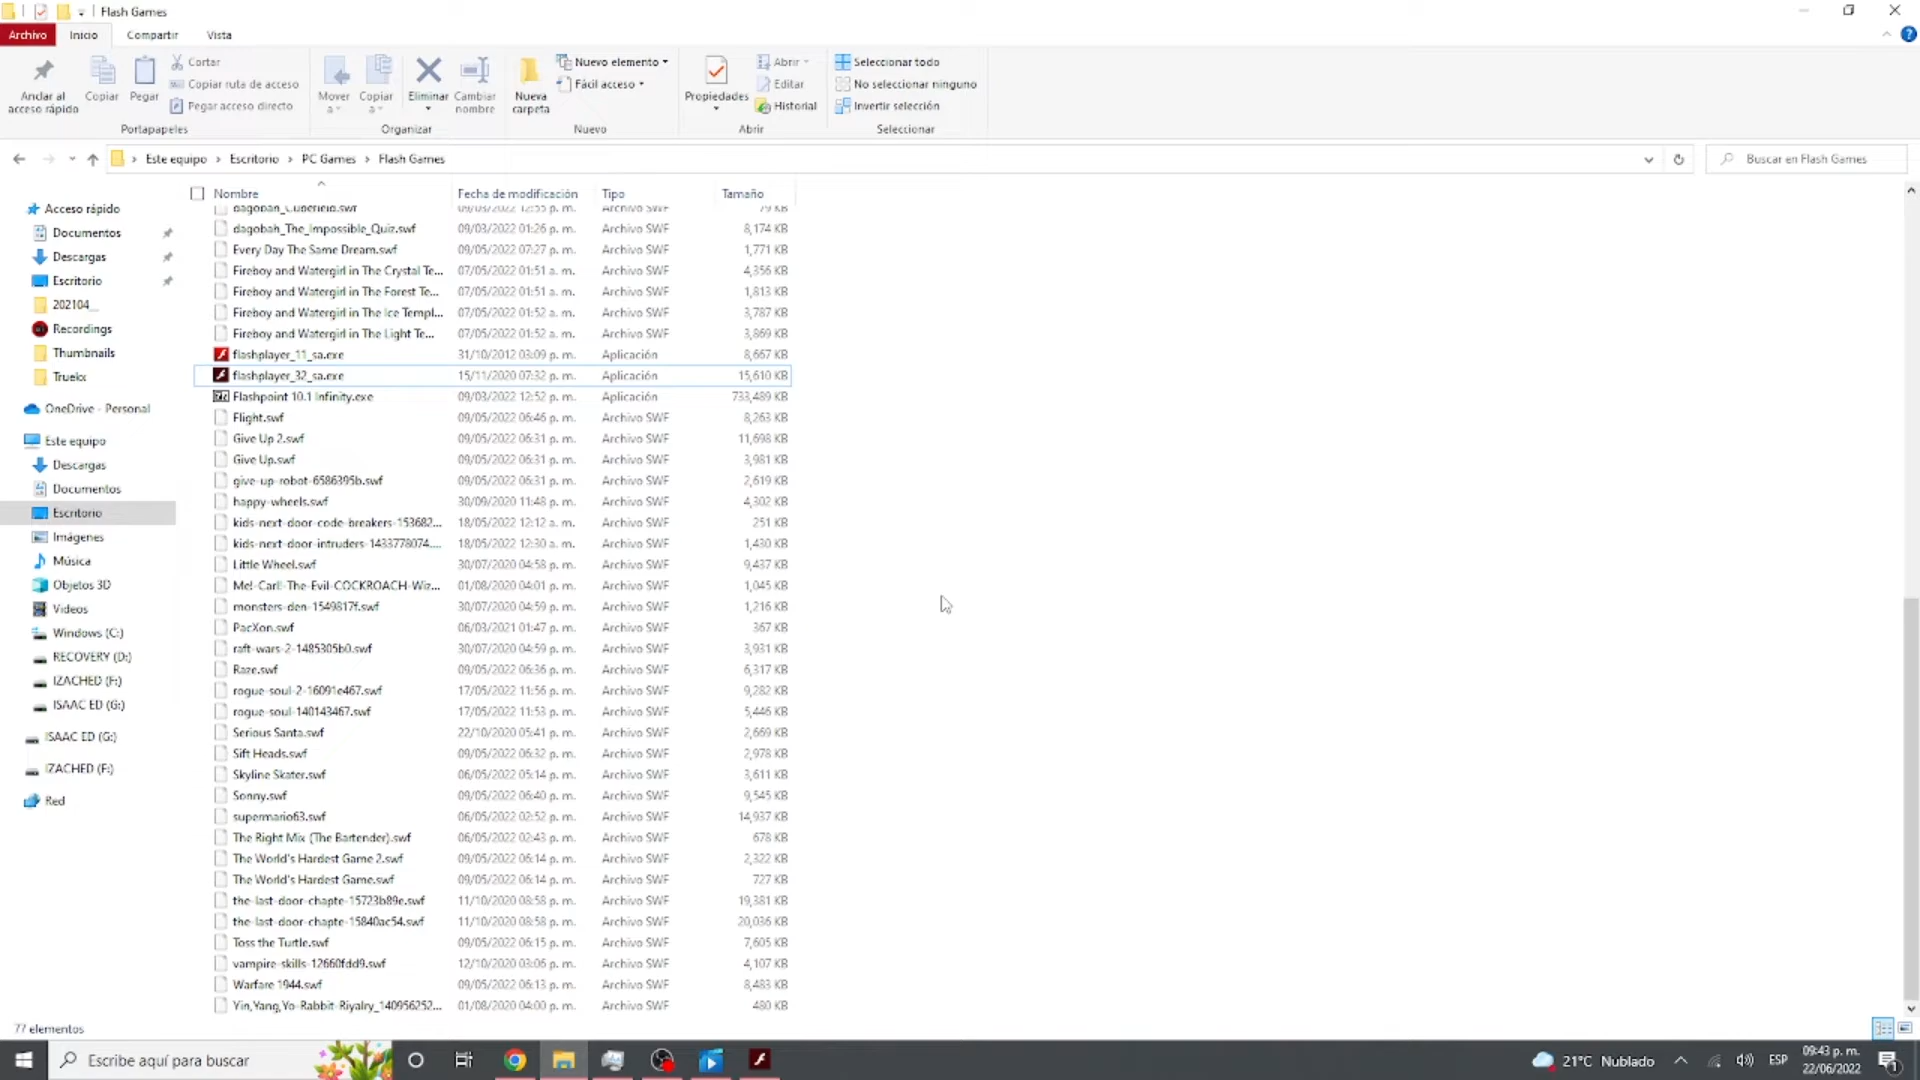 Flash Games
Archivo Inicio Compartir Vista
Anclar al acceso rápido
Copiar
Pegar
Cortar
Copiar ruta de acceso
Pegar acceso directo
Portapapeles
Mover a
Copiar a
Eliminar
Cambiar nombre
Organizar
Nueva carpeta
Nuevo elemento
Fácil acceso
Nuevo
Propiedades
Abrir
Editar
Historial
Abrir
Seleccionar todo
No seleccionar ninguno
Invertir selección
Seleccionar
Este equipo > Escritorio > PC Games > Flash Games
Buscar en Flash Games
Acceso rápido
Documentos
Descargas
Escritorio
202104__
Recordings
Thumbnails
OneDrive - Personal
Este equipo
Descargas
Documentos
Escritorio
Imágenes
Música
Objetos 3D
Videos
Windows (C:)
RECOVERY (D:)
IZACHED (F:)
ISAAC ED (G:)
ISAAC ED (G:)
IZACHED (F:)
Red
Nombre Fecha de modificación Tipo Tamaño
dagobah_Cubefield.swf 09/03/2022 12:55 p. m. Archivo SWF 79 KB
dagobah_The_Impossible_Quiz.swf 09/03/2022 01:26 p. m. Archivo SWF 8,174 KB
Every Day The Same Dream.swf 09/05/2022 07:27 p. m. Archivo SWF 1,771 KB
Fireboy and Watergirl in The Crystal Te... 07/05/2022 01:51 a. m. Archivo SWF 4,356 KB
Fireboy and Watergirl in The Forest Te... 07/05/2022 01:51 a. m. Archivo SWF 1,813 KB
Fireboy and Watergirl in The Ice Templ... 07/05/2022 01:52 a. m. Archivo SWF 3,787 KB
Fireboy and Watergirl in The Light Te... 07/05/2022 01:52 a. m. Archivo SWF 3,869 KB
flashplayer_11_sa.exe 31/10/2012 03:09 p. m. Aplicación 8,667 KB
flashplayer_32_sa.exe 15/11/2020 07:32 p. m. Aplicación 15,610 KB
Flashpoint 10.1 Infinity.exe 09/03/2022 12:52 p. m. Aplicación 733,489 KB
Flight.swf 09/05/2022 06:46 p. m. Archivo SWF 8,263 KB
Give Up 2.swf 09/05/2022 06:31 p. m. Archivo SWF 11,698 KB
Give Up.swf 09/05/2022 06:31 p. m. Archivo SWF 3,981 KB
give-up-robot-6586395b.swf 09/05/2022 06:31 p. m. Archivo SWF 2,619 KB
happy-wheels.swf 30/09/2020 11:48 p. m. Archivo SWF 4,302 KB
kids-next-door-code-breakers-153682... 18/05/2022 12:12 a. m. Archivo SWF 251 KB
kids-next-door-intruders-1433778074.... 18/05/2022 12:30 a. m. Archivo SWF 1,430 KB
Little Wheel.swf 30/07/2020 04:58 p. m. Archivo SWF 9,437 KB
Me!-Carl!-The-Evil-COCKROACH-Wiz... 01/08/2020 04:01 p. m. Archivo SWF 1,045 KB
monsters-den-1549817f.swf 30/07/2020 04:59 p. m. Archivo SWF 1,216 KB
PacXon.swf 06/03/2021 01:47 p. m. Archivo SWF 367 KB
raft-wars-2-1485305b0.swf 30/07/2020 04:59 p. m. Archivo SWF 3,931 KB
Raze.swf 09/05/2022 06:36 p. m. Archivo SWF 6,317 KB
rogue-soul-2-16091e467.swf 17/05/2022 11:56 p. m. Archivo SWF 9,282 KB
rogue-soul-140143467.swf 17/05/2022 11:53 p. m. Archivo SWF 5,446 KB
Serious Santa.swf 22/10/2020 05:41 p. m. Archivo SWF 2,669 KB
Sift Heads.swf 09/05/2022 06:32 p. m. Archivo SWF 2,978 KB
Skyline Skater.swf 06/05/2022 05:14 p. m. Archivo SWF 3,611 KB
Sonny.swf 09/05/2022 06:40 p. m. Archivo SWF 9,545 KB
supermario63.swf 06/05/2022 02:52 p. m. Archivo SWF 14,937 KB
The Right Mix (The Bartender).swf 06/05/2022 02:43 p. m. Archivo SWF 678 KB
The World's Hardest Game 2.swf 09/05/2022 06:14 p. m. Archivo SWF 2,322 KB
The World's Hardest Game.swf 09/05/2022 06:14 p. m. Archivo SWF 727 KB
the-last-door-chapte-15723b89e.swf 11/10/2020 08:58 p. m. Archivo SWF 19,381 KB
the-last-door-chapte-15840ac54.swf 11/10/2020 08:58 p. m. Archivo SWF 20,036 KB
Toss the Turtle.swf 09/05/2022 06:15 p. m. Archivo SWF 7,605 KB
vampire-skills-12660fdd9.swf 12/10/2020 03:06 p. m. Archivo SWF 4,107 KB
Warfare 1944.swf 09/05/2022 06:13 p. m. Archivo SWF 8,483 KB
Yin,Yang,Yo-Rabbit-Riyalry_140956252... 01/08/2020 04:00 p. m. Archivo SWF 480 KB
77 elementos
Escribe aquí para buscar
21°C Nublado
ESP
09:43 p. m.
22/06/2022
1